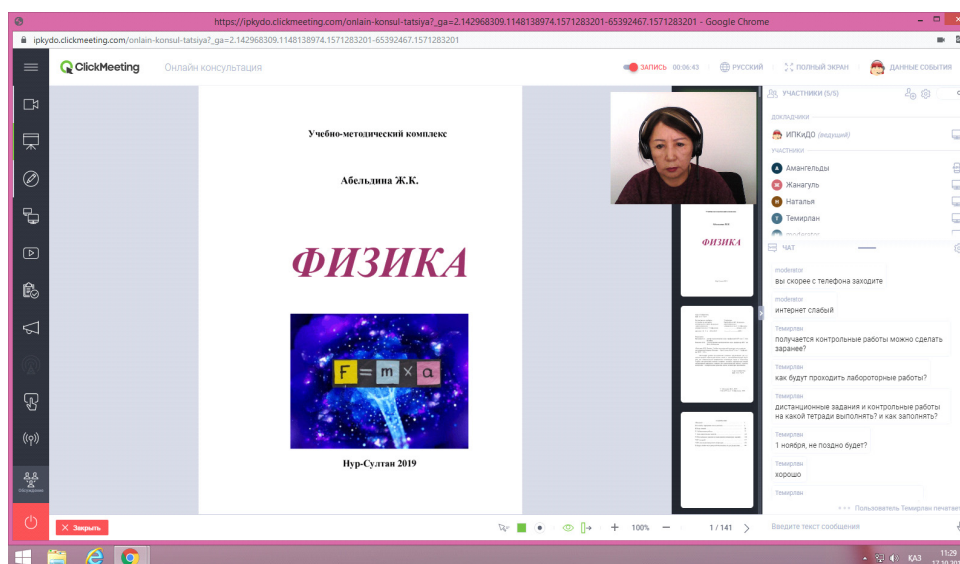 https://ipkydo.clickmeeting.com/onlain-konsul-tatsiya?_ga=2.142968309.1148138974.1571283201-65392467.1571283201 - Google Chrome
ipkydo.clickmeeting.com/onlain-konsul-tatsiya?_ga=2.142968309.1148138974.1571283201-65392467.1571283201
ClickMeeting
Онлайн консультация
ЗАПИСЬ 00:06:43
РУССКИЙ
ПОЛНЫЙ ЭКРАН
ДАННЫЕ СОБЫТИЯ
Учебно-методический комплекс
Абельдина Ж.К.
ФИЗИКА
F = m x a
Нур-Султан 2019
ФИЗИКА
УЧАСТНИКИ (5/5)
ДОКЛАДЧИКИ
ИПКиДО (ведущий)
УЧАСТНИКИ
А Амангельды
Ж Жанагуль
Н Наталья
Т Темирлан
moderator
ЧАТ
moderator
вы скорее с телефона заходите
moderator
интернет слабый
Темирлан
получается контрольные работы можно сделать
заранее?
Темирлан
как будут проходить лабороторные работы?
Темирлан
дистанционные задания и контрольные работы
на какой тетради выполнять? и как заполнять?
Темирлан
1 ноября, не поздно будет?
Темирлан
хорошо
Темирлан
Пользователь Темирлан печатает
Введите текст сообщения
Закрыть
100%
1 / 141
КАЗ
11:29